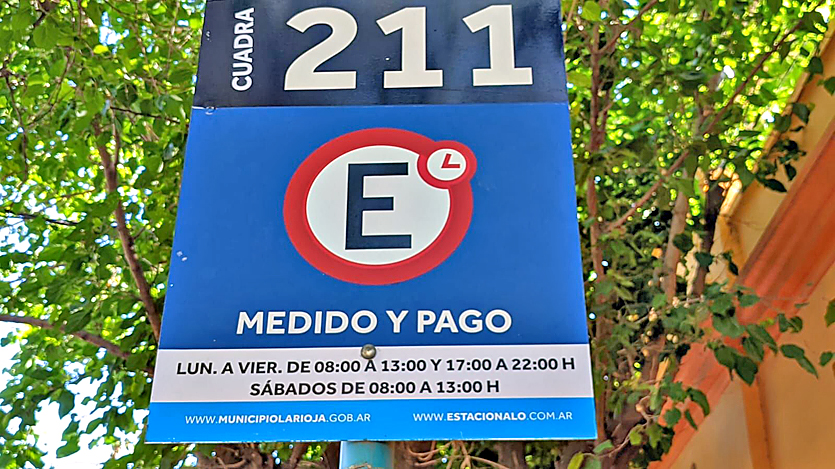 CUADRA 211
E
MEDIDO Y PAGO
LUN. A VIER. DE 08:00 A 13:00 Y 17:00 A 22:00 H
SÁBADOS DE 08:00 A 13:00 H
WWW.MUNICIPIOLARIOJA.GOB.AR WWW.ESTACIONALO.COM.AR